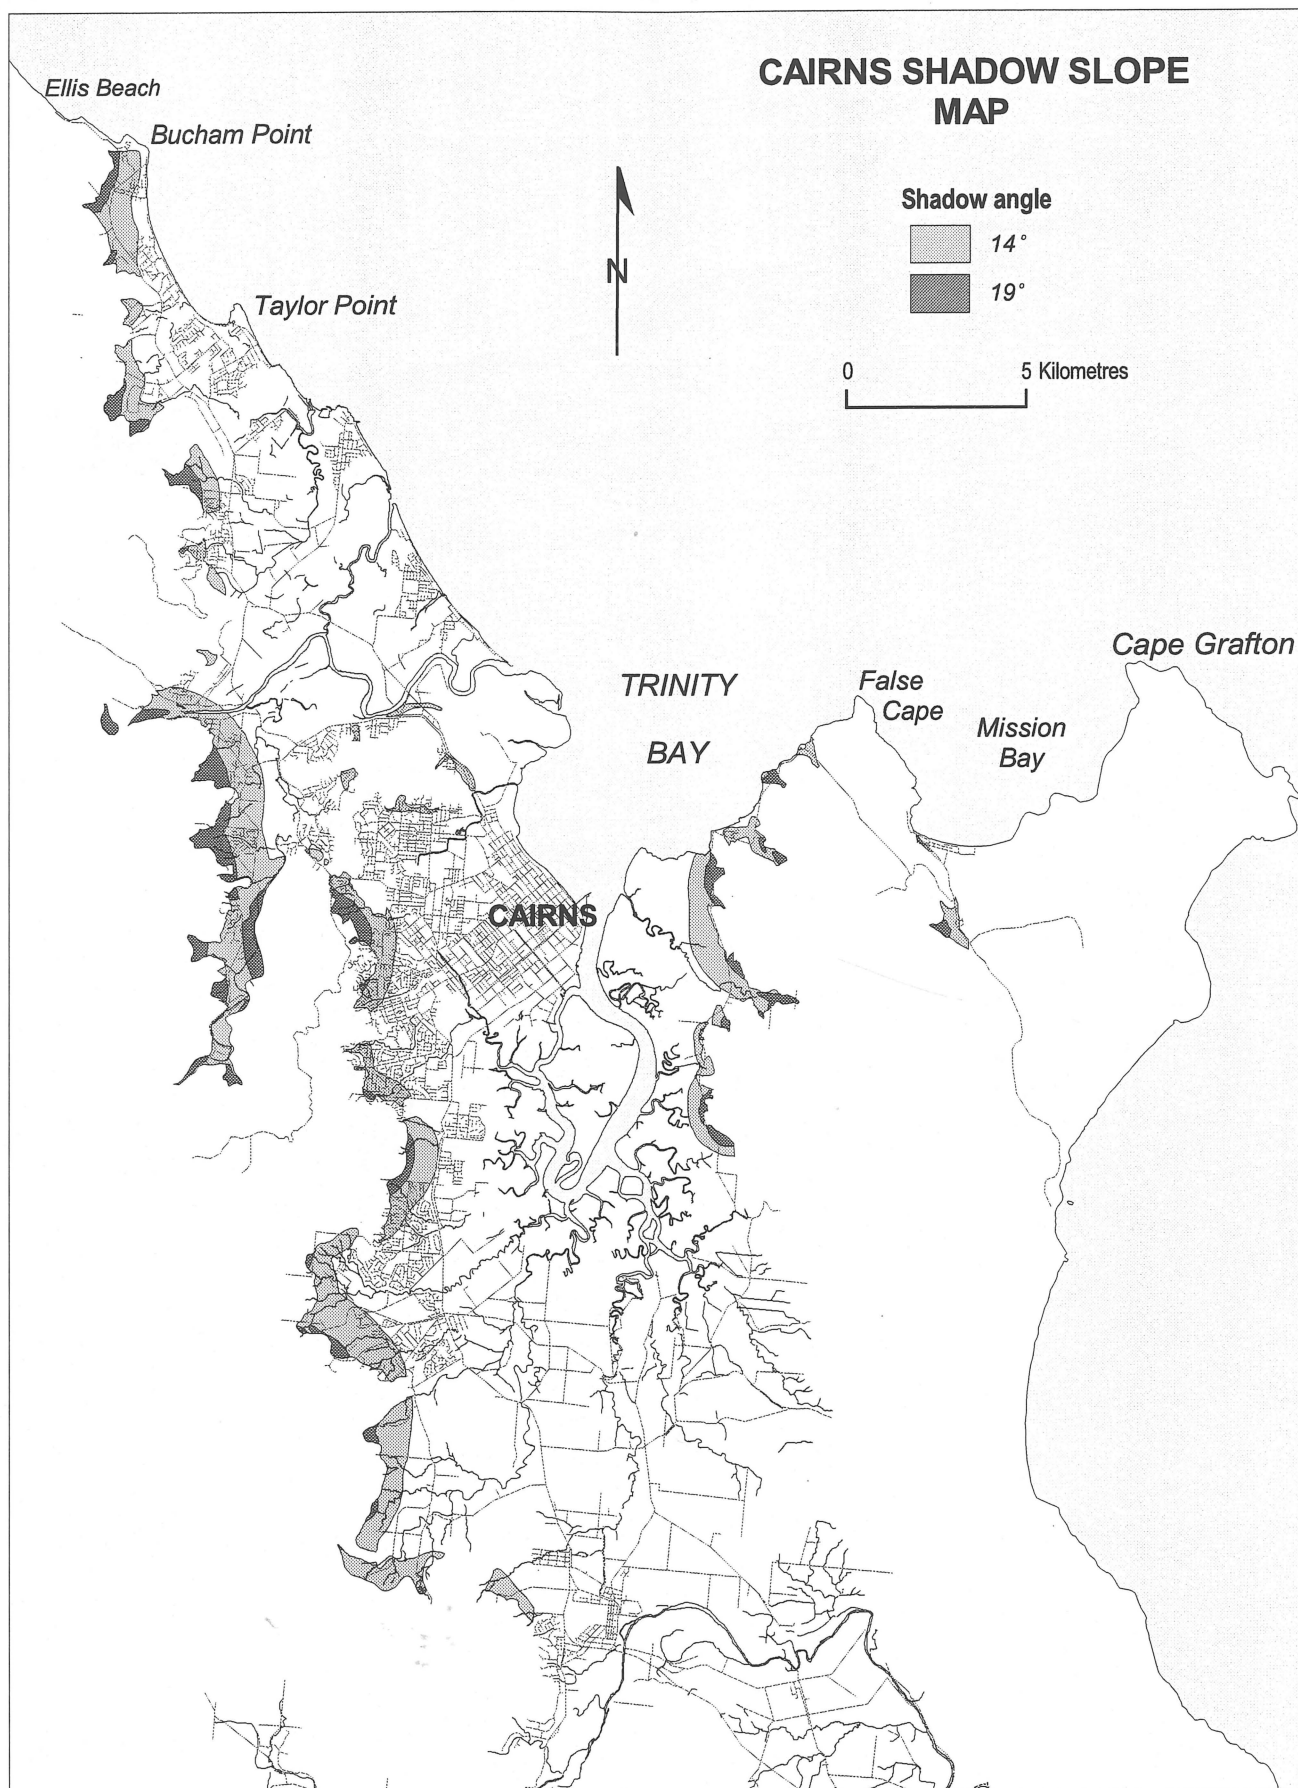 CAIRNS SHADOW SLOPE
MAP
Ellis Beach
Bucham Point
Shadow angle
14°
19°
N
Taylor Point
0 5 Kilometres
Cape Grafton
TRINITY
BAY
False
Cape
Mission
Bay
CAIRNS